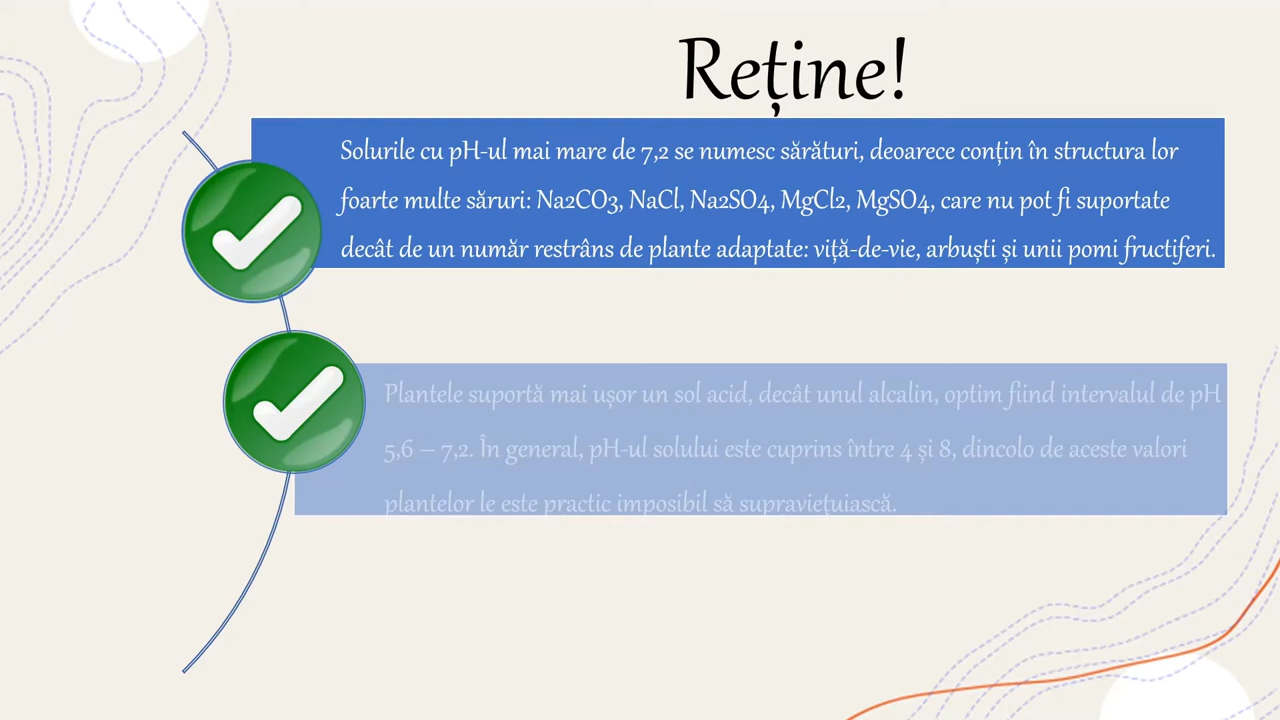 Reține!
Solurile cu pH-ul mai mare de 7,2 se numesc sărături, deoarece conțin în structura lor
foarte multe săruri: Na2CO3, NaCl, Na2SO4, MgCl2, MgSO4, care nu pot fi suportate
decât de un număr restrâns de plante adaptate: viță-de-vie, arbuști și unii pomi fructiferi.
Plantele suportă mai ușor un sol acid, decât unul alcalin, optim fiind intervalul de pH
5,6 – 7,2. În general, pH-ul solului este cuprins între 4 și 8, dincolo de aceste valori
plantelor le este practic imposibil să supraviețuiască.